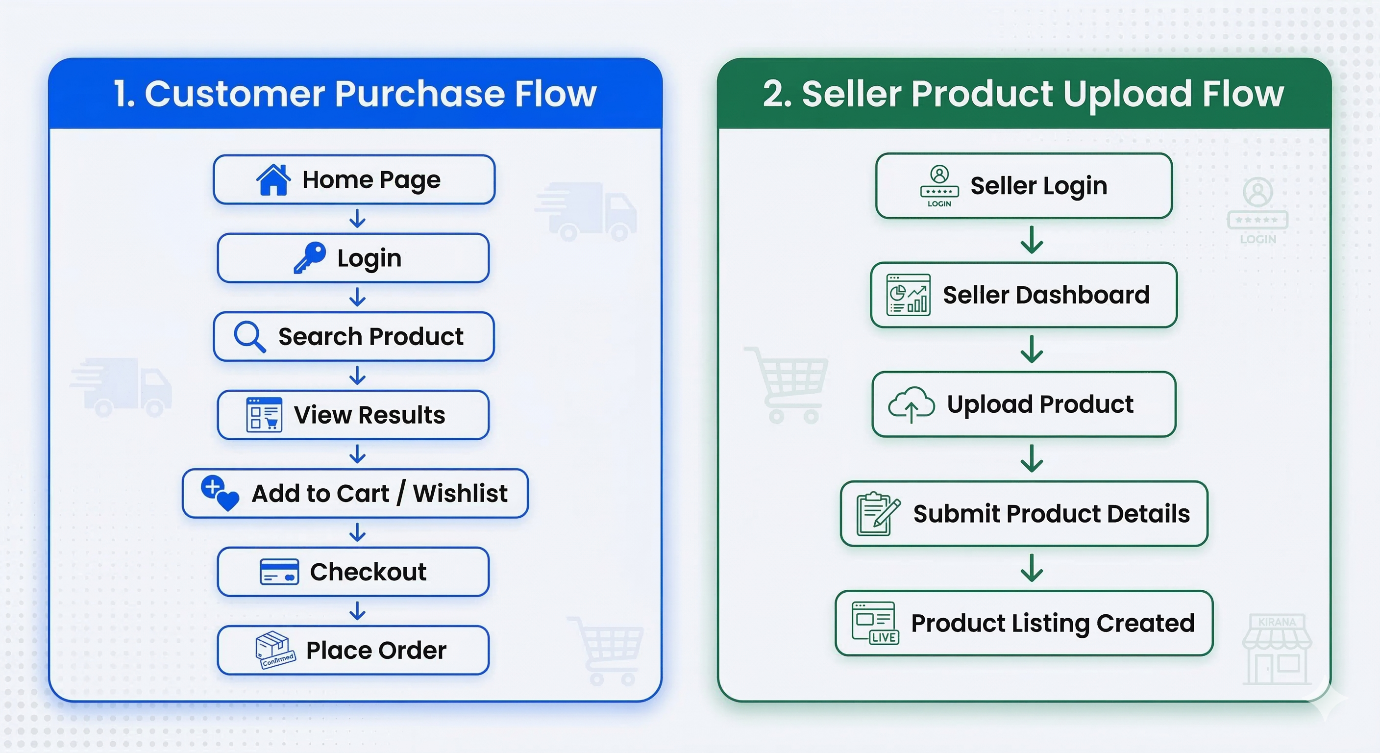 1. Customer Purchase Flow
Home Page
Login
Search Product
View Results
Add to Cart / Wishlist
Checkout
Confirmed
Place Order
2. Seller Product Upload Flow
LOGIN
Seller Login
LOGIN
Seller Dashboard
Upload Product
Submit Product Details
LIVE
Product Listing Created
KIRANA